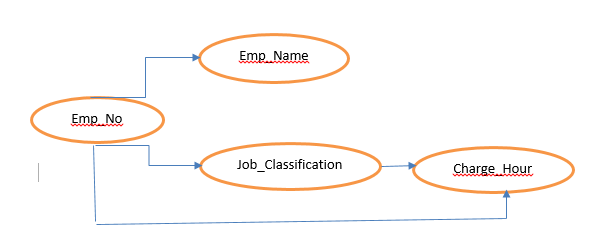 Emp_Name
Emp_No
Job_Classification
Charge_Hour